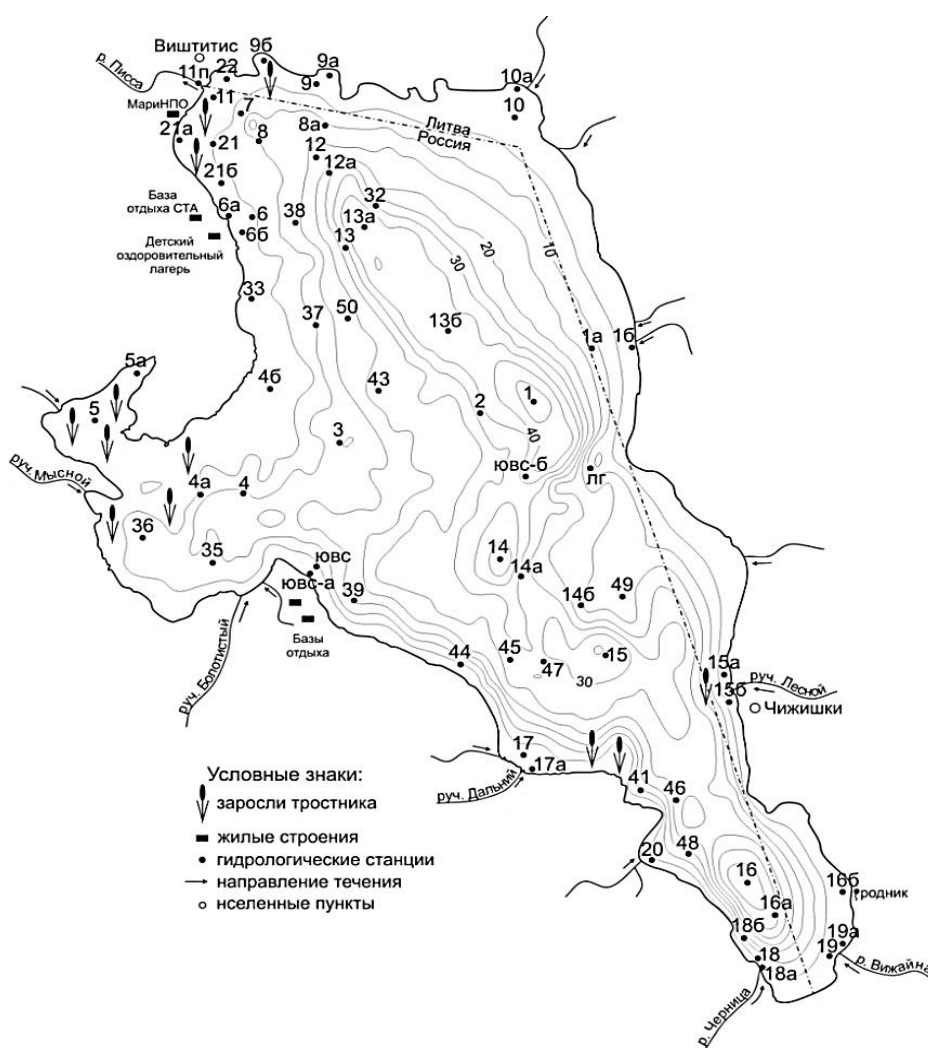 Виштитис
9б
9а
р. Писса
11п
22
9
10а
11
7
10
МариНПО
21а
21
8
8а
Литва
Россия
12
12а
21б
32
База
отдыха СТА
6а
6
38
13а
20
10
6б
13
30
Детский
оздоровительный
лагерь
33
37
50
13б
1а
1б
5а
4б
43
2
1
5
3
40
ювс-б
лг
руч. Мысной
4а
4
36
35
ювс
14
14а
ювс-а
39
14б
49
Базы
отдыха
руч. Болотистый
44
45
47
15
30
15а
руч. Лесной
15б
Чижишки
17
17а
руч. Дальний
41
46
Условные знаки:
заросли тростника
жилые строения
гидрологические станции
направление течения
нселенные пункты
20
48
16
16б
родник
16а
18б
19а
18
19
18а
р. Вижайна
р. Черница